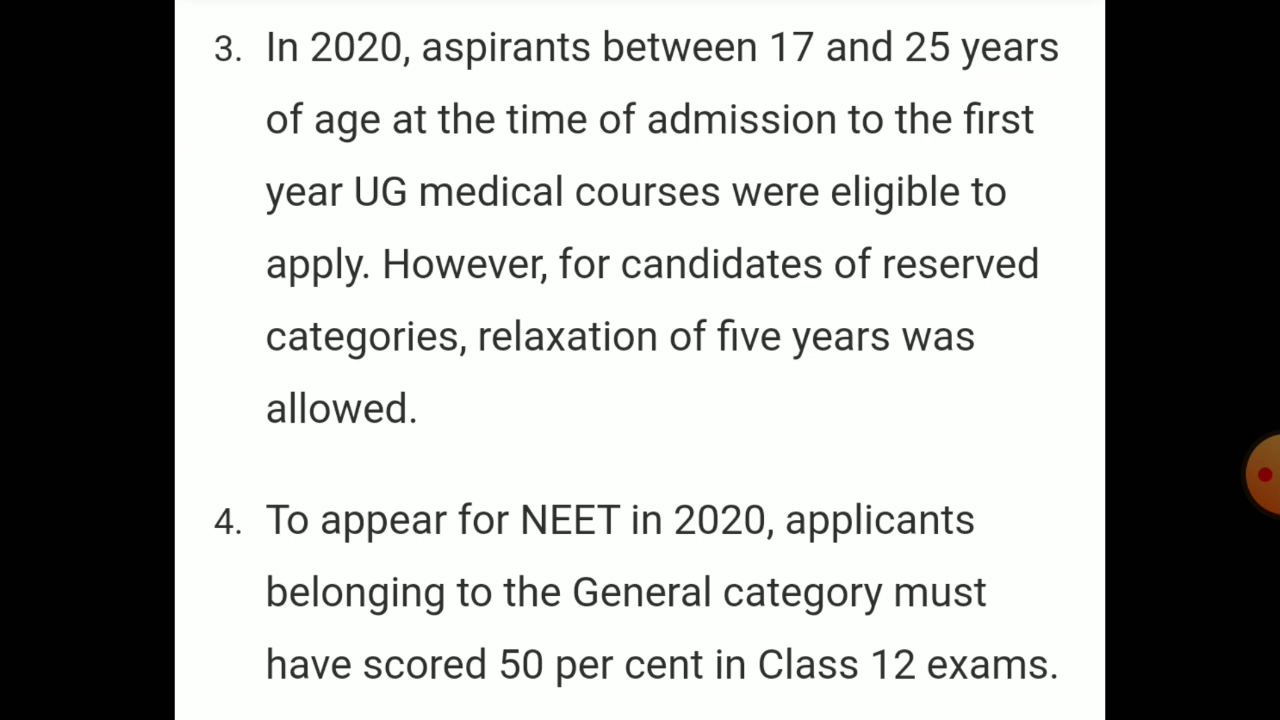 3. In 2020, aspirants between 17 and 25 years
of age at the time of admission to the first
year UG medical courses were eligible to
apply. However, for candidates of reserved
categories, relaxation of five years was
allowed.
4. To appear for NEET in 2020, applicants
belonging to the General category must
have scored 50 per cent in Class 12 exams.